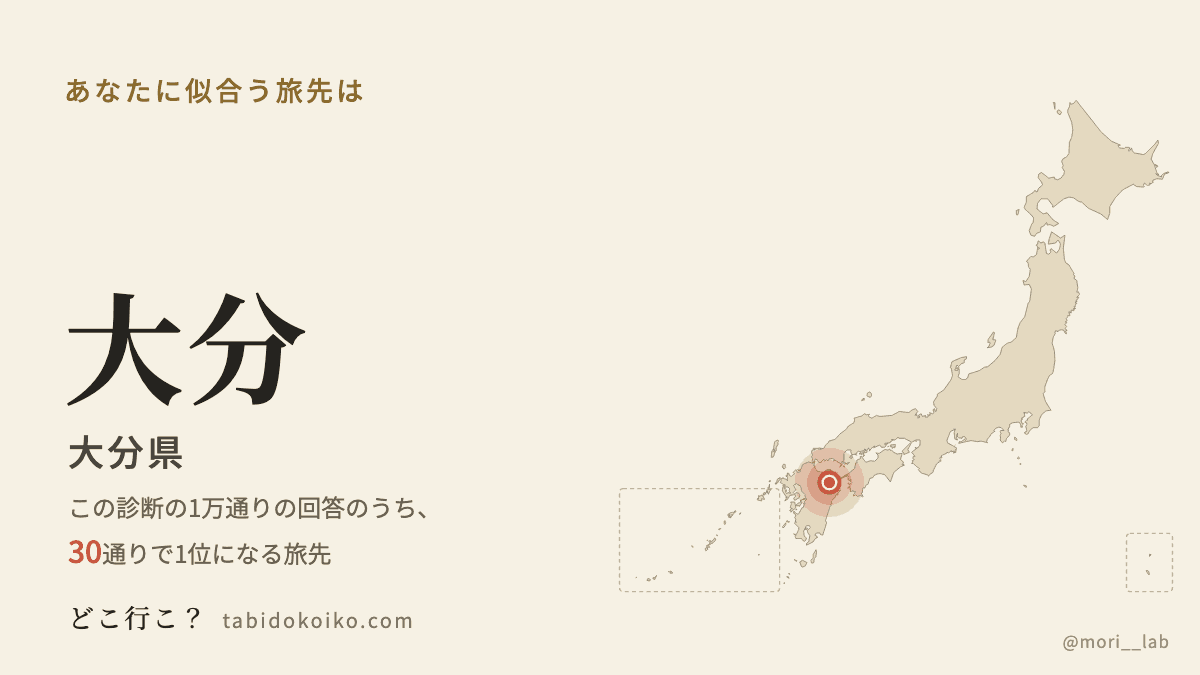 あなたに似合う旅先は
大分
大分県
この診断の1万通りの回答のうち、
30通りで1位になる旅先
どこ行こ？ tabidokoiko.com
@mori__lab